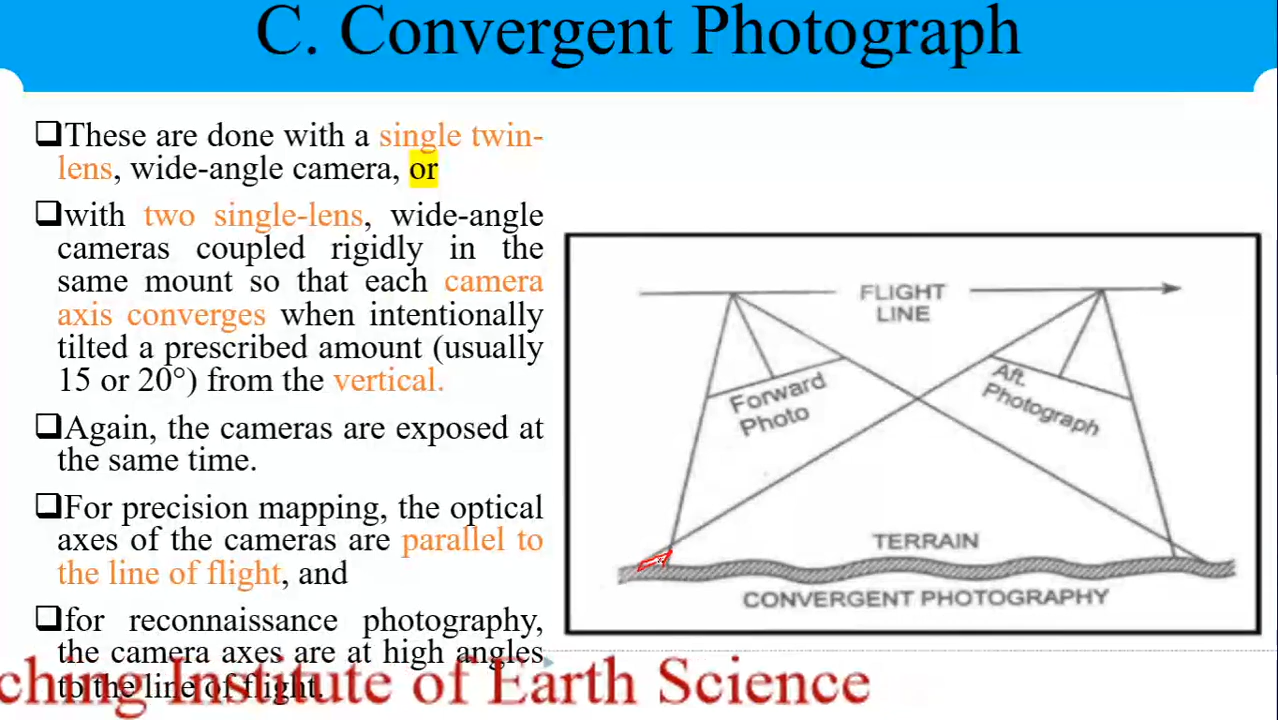 C. Convergent Photograph
❑These are done with a single twin-
lens, wide-angle camera, or
❑with two single-lens, wide-angle
cameras coupled rigidly in the
same mount so that each camera
axis converges when intentionally
tilted a prescribed amount (usually
15 or 20°) from the vertical.
❑Again, the cameras are exposed at
the same time.
❑For precision mapping, the optical
axes of the cameras are parallel to
the line of flight, and
❑for reconnaissance photography,
the camera axes are at high angles
to the line of flight.
FLIGHT
LINE
Forward
Photo
Aft.
Photograph
TERRAIN
CONVERGENT PHOTOGRAPHY
ching Institute of Earth Science